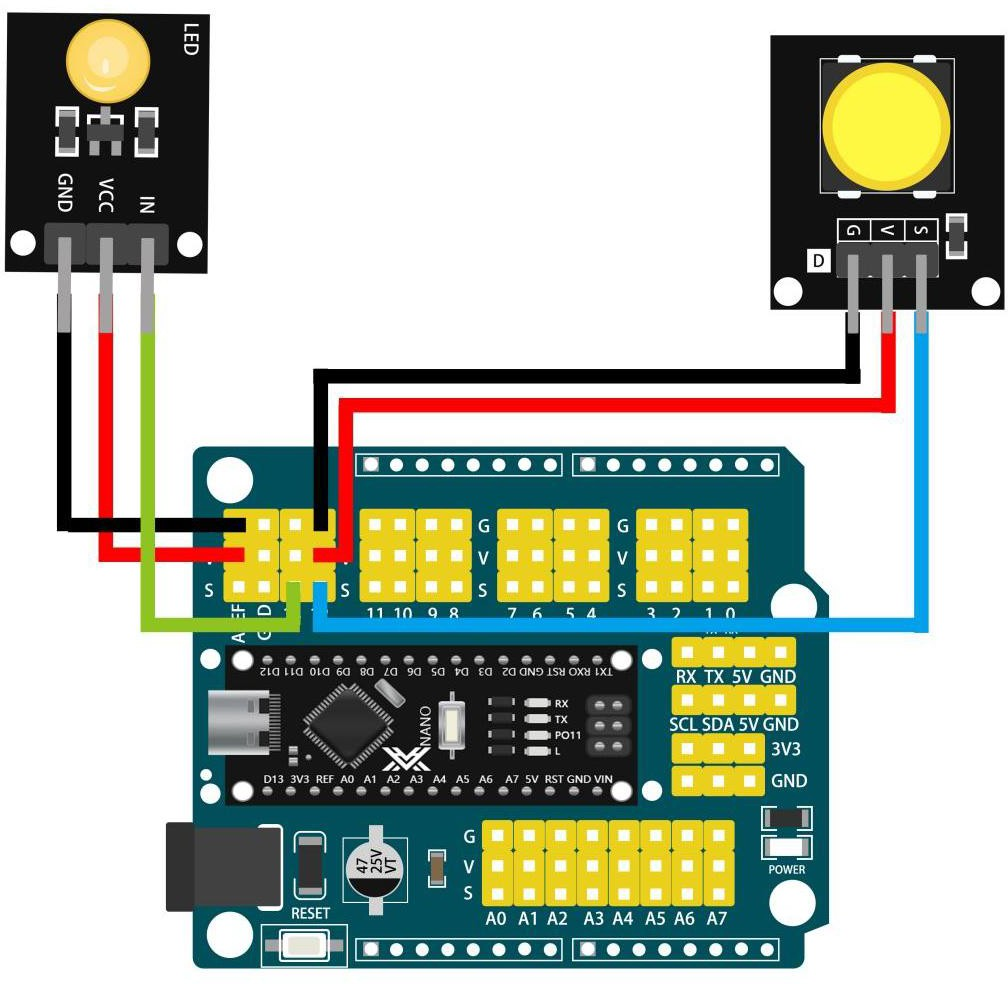 LED
GND VCC IN
G V S
D
G G
V V
S S S
11 10 9 8 7 6 5 4 3 2 1 0
RX TX 5V GND
SCL SDA 5V GND
3V3
GND
D12 D11 D10 D9 D8 D7 D6 D5 D4 D3 D2 GND RST RX0 TX1
NANO
RX
TX
PO11
L
D13 3V3 REF A0 A1 A2 A3 A4 A5 A6 A7 5V RST GND VIN
47
25V
VT
RESET
G
V
S
A0 A1 A2 A3 A4 A5 A6 A7
POWER